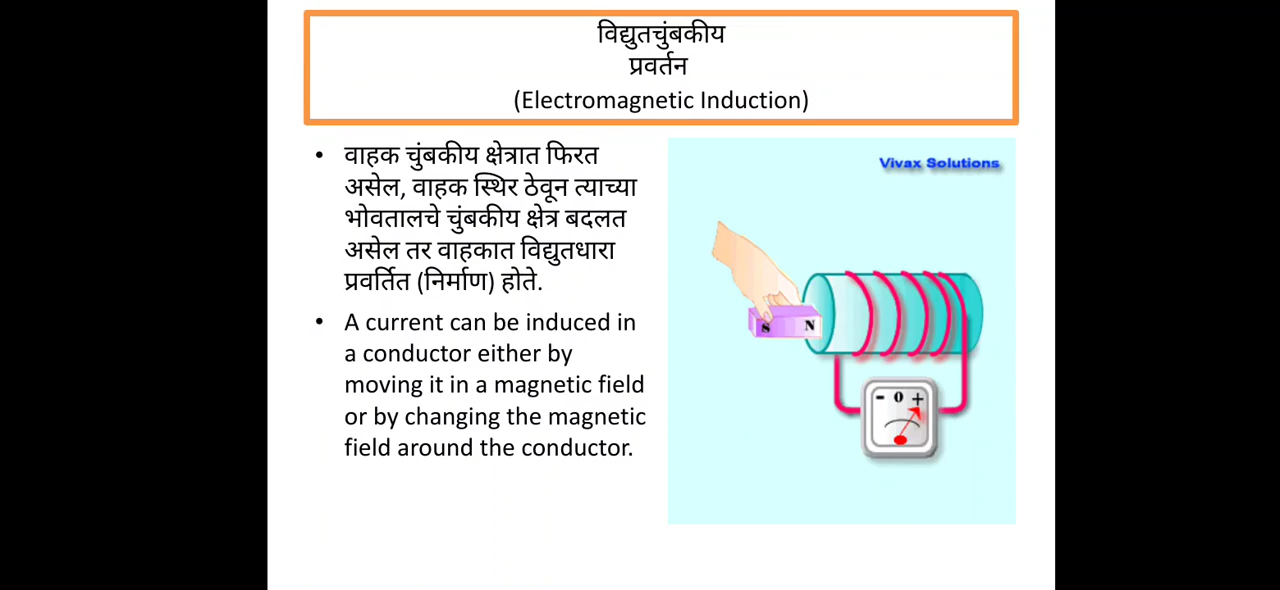 विद्युतचुंबकीय
प्रवर्तन
(Electromagnetic Induction)
• वाहक चुंबकीय क्षेत्रात फिरत
असेल, वाहक स्थिर ठेवून त्याच्या
भोवतालचे चुंबकीय क्षेत्र बदलत
असेल तर वाहकात विद्युतधारा
प्रवर्तित (निर्माण) होते.
• A current can be induced in
a conductor either by
moving it in a magnetic field
or by changing the magnetic
field around the conductor.
Vivax Solutions
S N
- 0 +